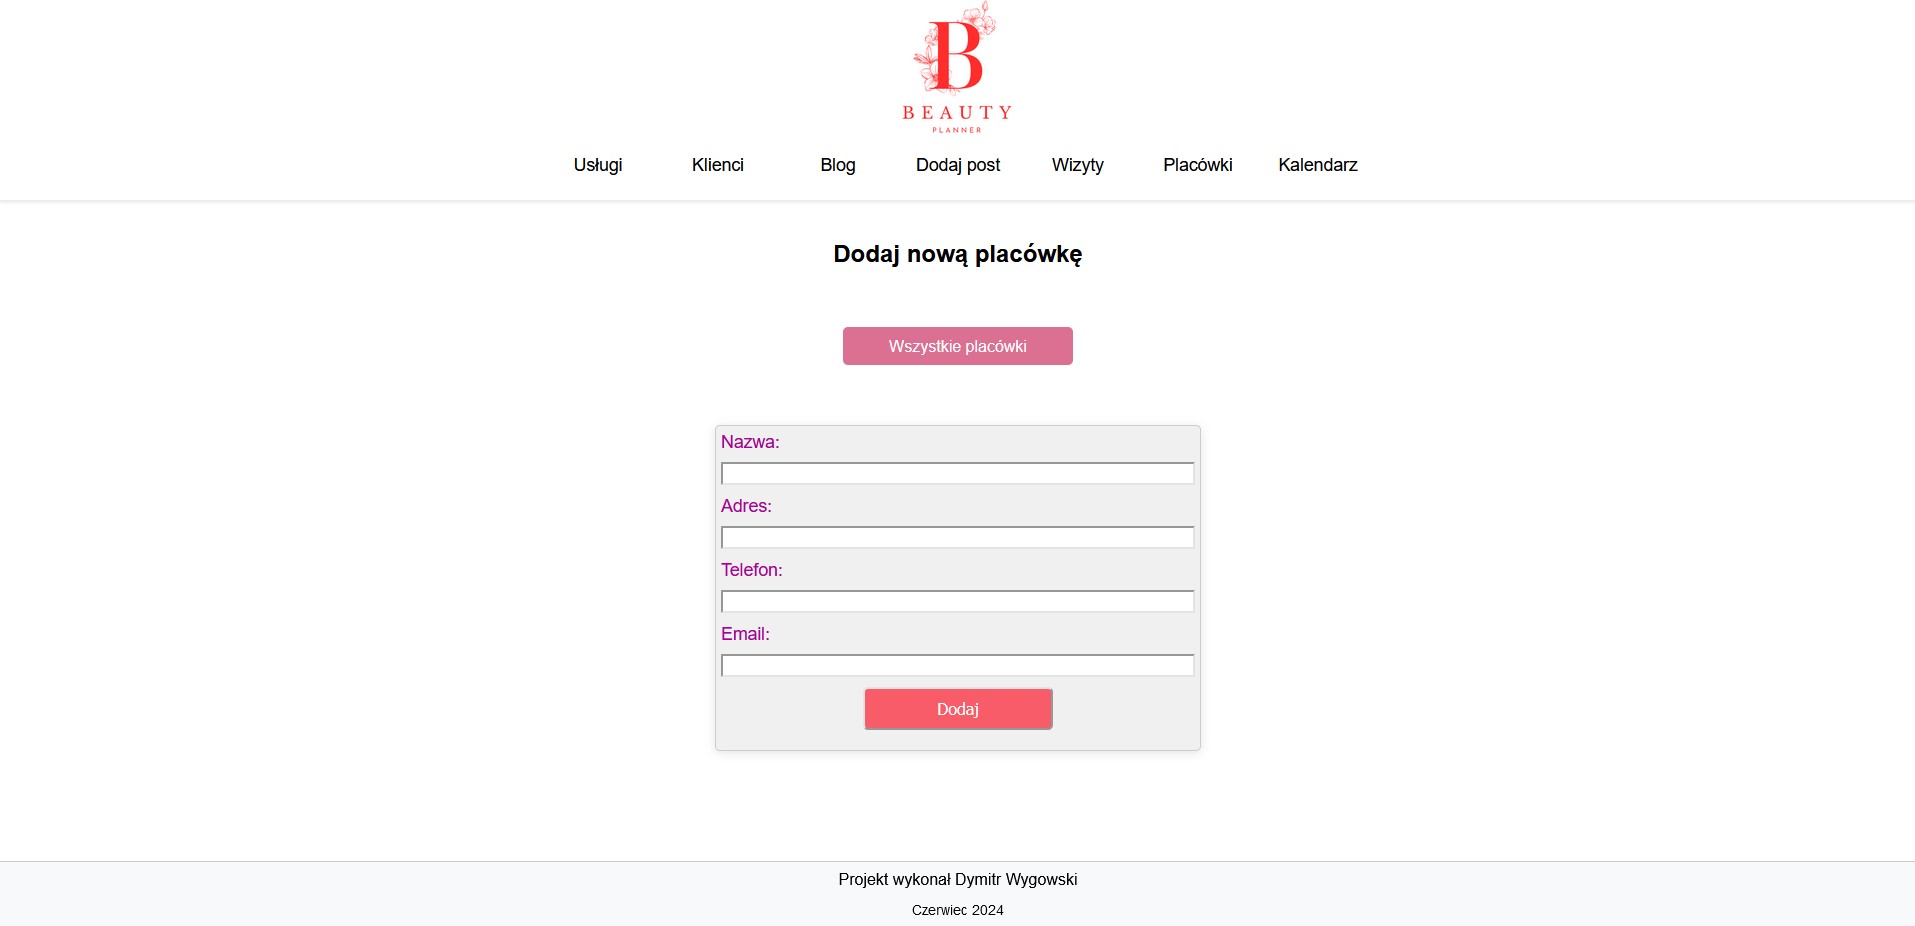 B
BEAUTY
PLANNER
Usługi Klienci Blog Dodaj post Wizyty Placówki Kalendarz
Dodaj nową placówkę
Wszystkie placówki
Nazwa:
Adres:
Telefon:
Email:
Dodaj
Projekt wykonał Dymitr Wygowski
Czerwiec 2024